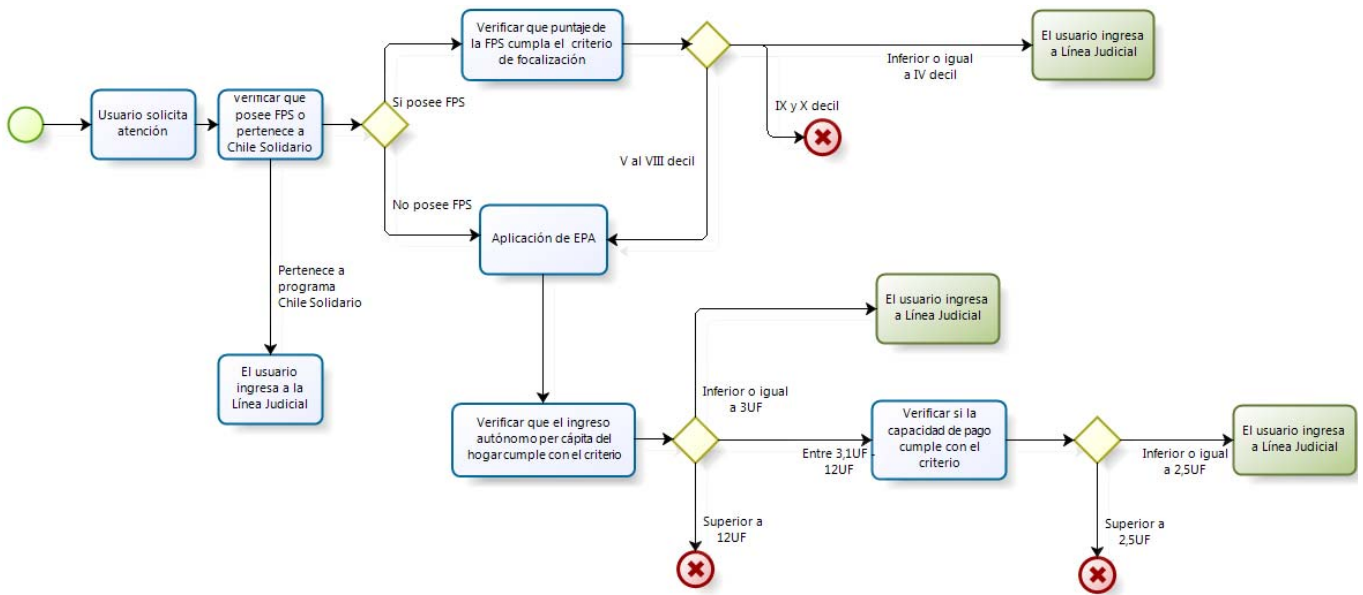 Verificar que puntaje de
la FPS cumpla el criterio
de focalización
El usuario ingresa
a Línea Judicial
Inferior o igual
a IV decil
Si posee FPS
IX y X decil
Usuario solicita
atención
Verificar que
posee FPS o
pertenece a
Chile Solidario
V al VIII decil
No posee FPS
Aplicación de EPA
Pertenece a
programa
Chile Solidario
El usuario ingresa
a Línea Judicial
El usuario
ingresa a la
Línea Judicial
Inferior o igual
a 3UF
Verificar que el ingreso
autónomo per cápita del
hogar cumple con el criterio
Entre 3,1UF -
12UF
Verificar si la
capacidad de pago
cumple con el
criterio
El usuario ingresa
a Línea Judicial
Inferior o igual
a 2,5UF
Superior a
12UF
Superior a
2,5UF